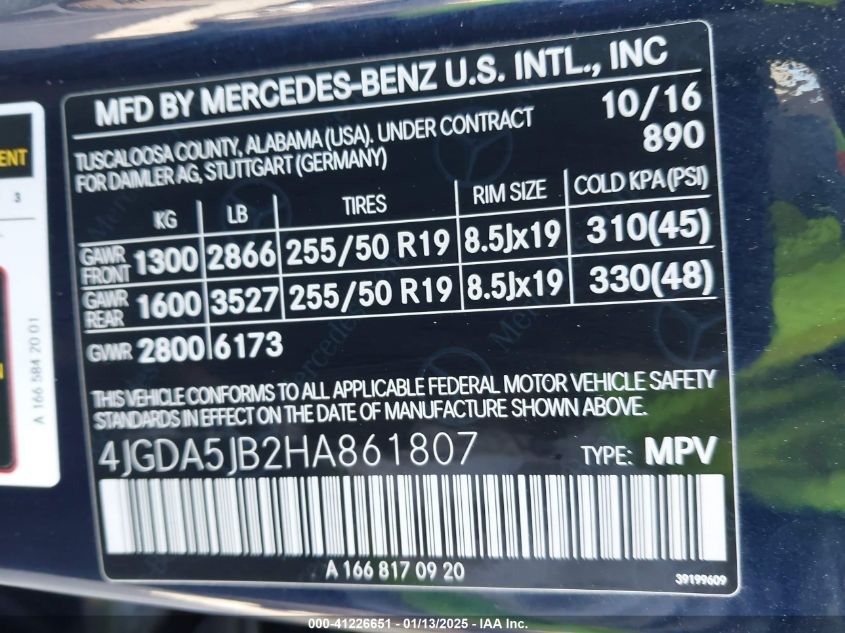 MFD BY MERCEDES-BENZ U.S. INTL., INC
TUSCALOOSA COUNTY, ALABAMA (USA). UNDER CONTRACT 10/16
FOR DAIMLER AG, STUTTGART (GERMANY) 890
KG LB TIRES RIM SIZE COLD KPA(PSI)
GAWR FRONT 1300 2866 255/50 R19 8.5Jx19 310(45)
GAWR REAR 1600 3527 255/50 R19 8.5Jx19 330(48)
GVWR 2800 6173
THIS VEHICLE CONFORMS TO ALL APPLICABLE FEDERAL MOTOR VEHICLE SAFETY
STANDARDS IN EFFECT ON THE DATE OF MANUFACTURE SHOWN ABOVE.
4JGDA5JB2HA861807 TYPE: MPV
A 166 817 09 20
39199609
3
A 166 584 20 01
000-41226651 - 01/13/2025 - IAA Inc.